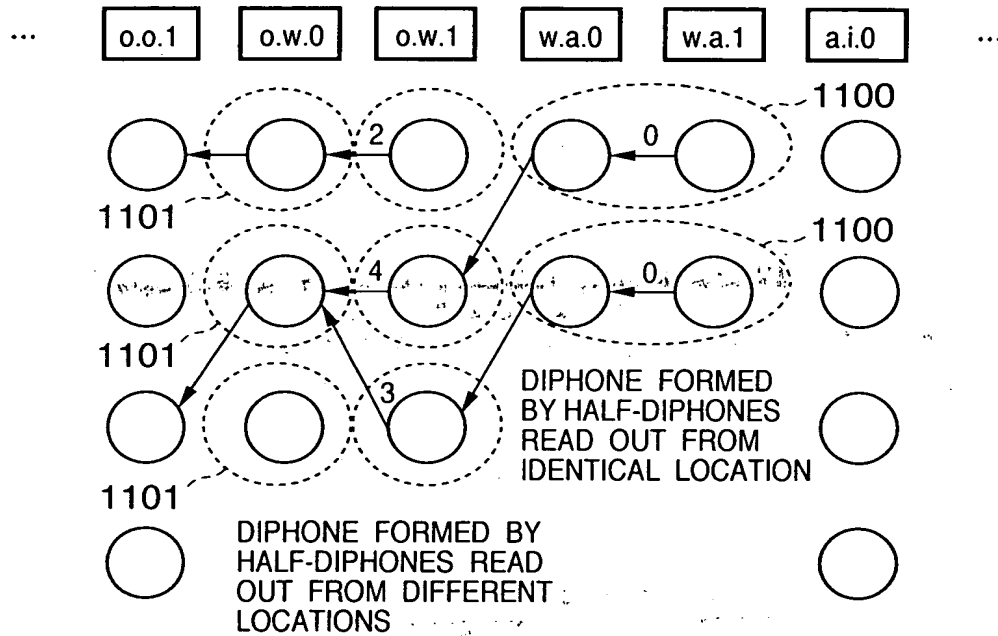 ... o.o.1 o.w.0 o.w.1 w.a.0 w.a.1 a.i.0 ...
1100
2 0
1101
1100
4 0
1101
3
DIPHONE FORMED
BY HALF-DIPHONES
READ OUT FROM
IDENTICAL LOCATION
1101
DIPHONE FORMED BY
HALF-DIPHONES READ
OUT FROM DIFFERENT
LOCATIONS